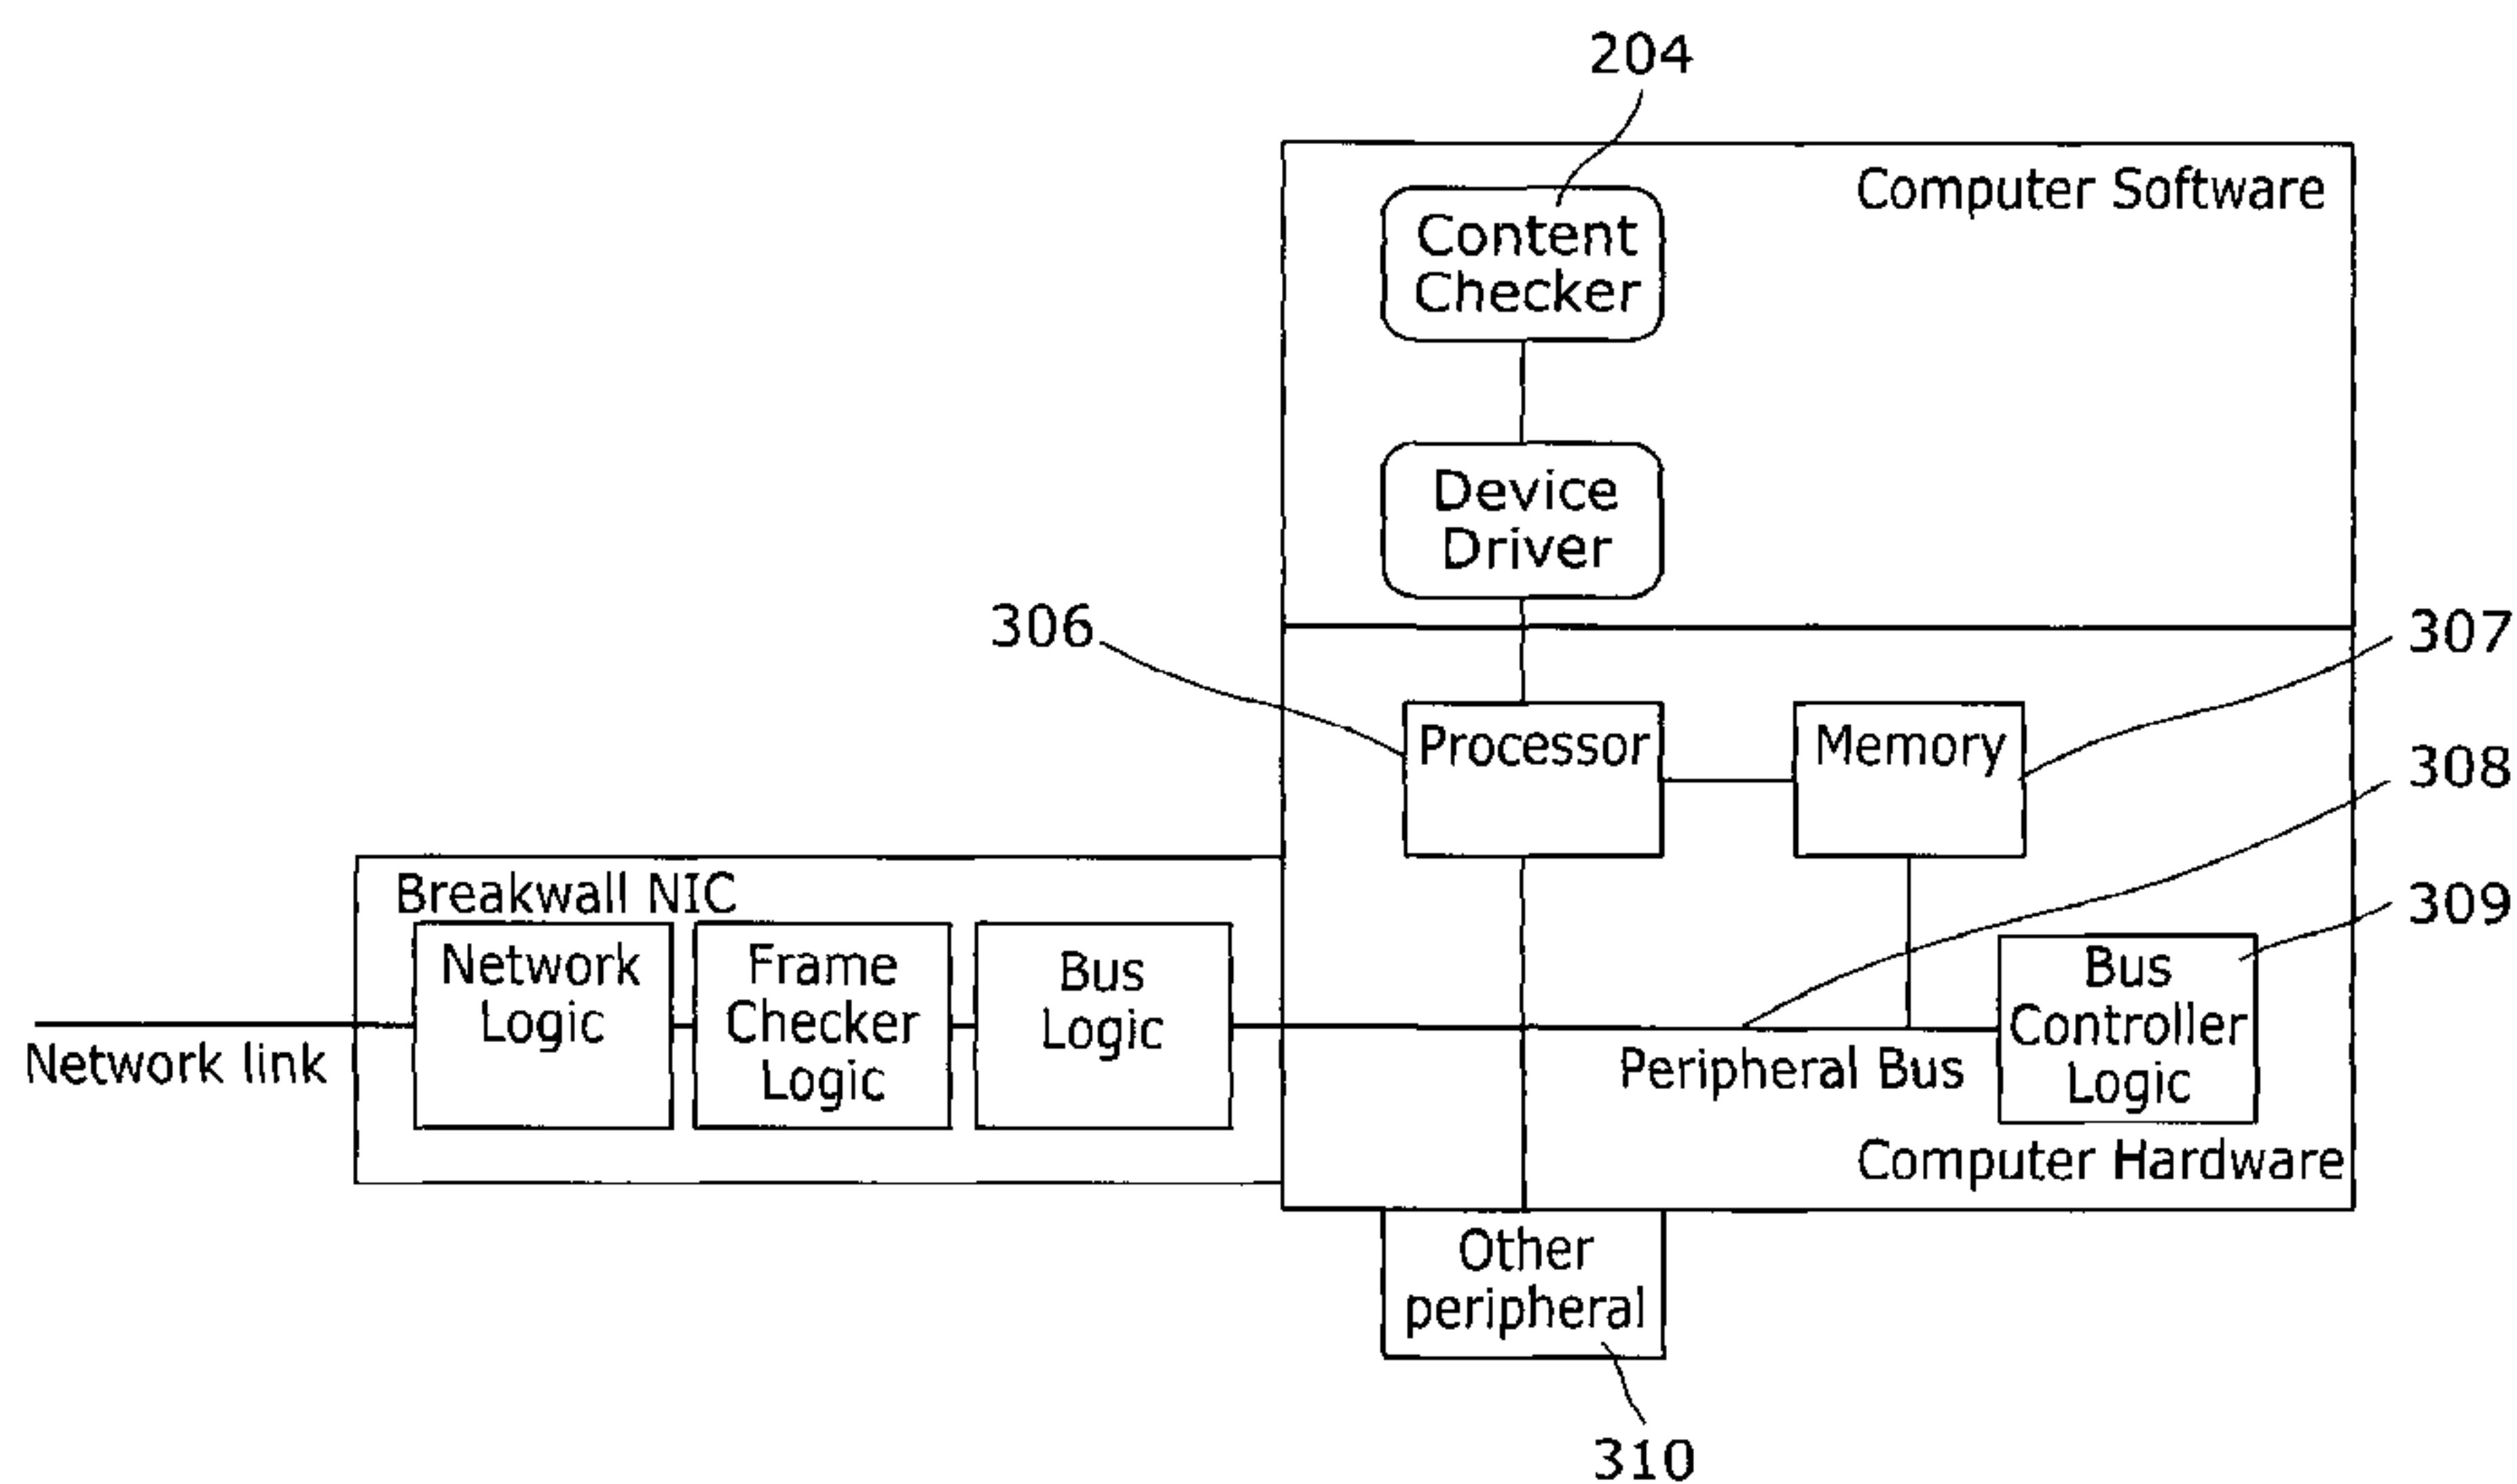 204
Computer Software
Content
Checker
Device
Driver
306
307
Processor
Memory
308
309
Breakwall NIC
Network
Logic
Frame
Checker
Logic
Bus
Logic
Bus
Controller
Logic
Network link
Peripheral Bus
Computer Hardware
Other
peripheral
310